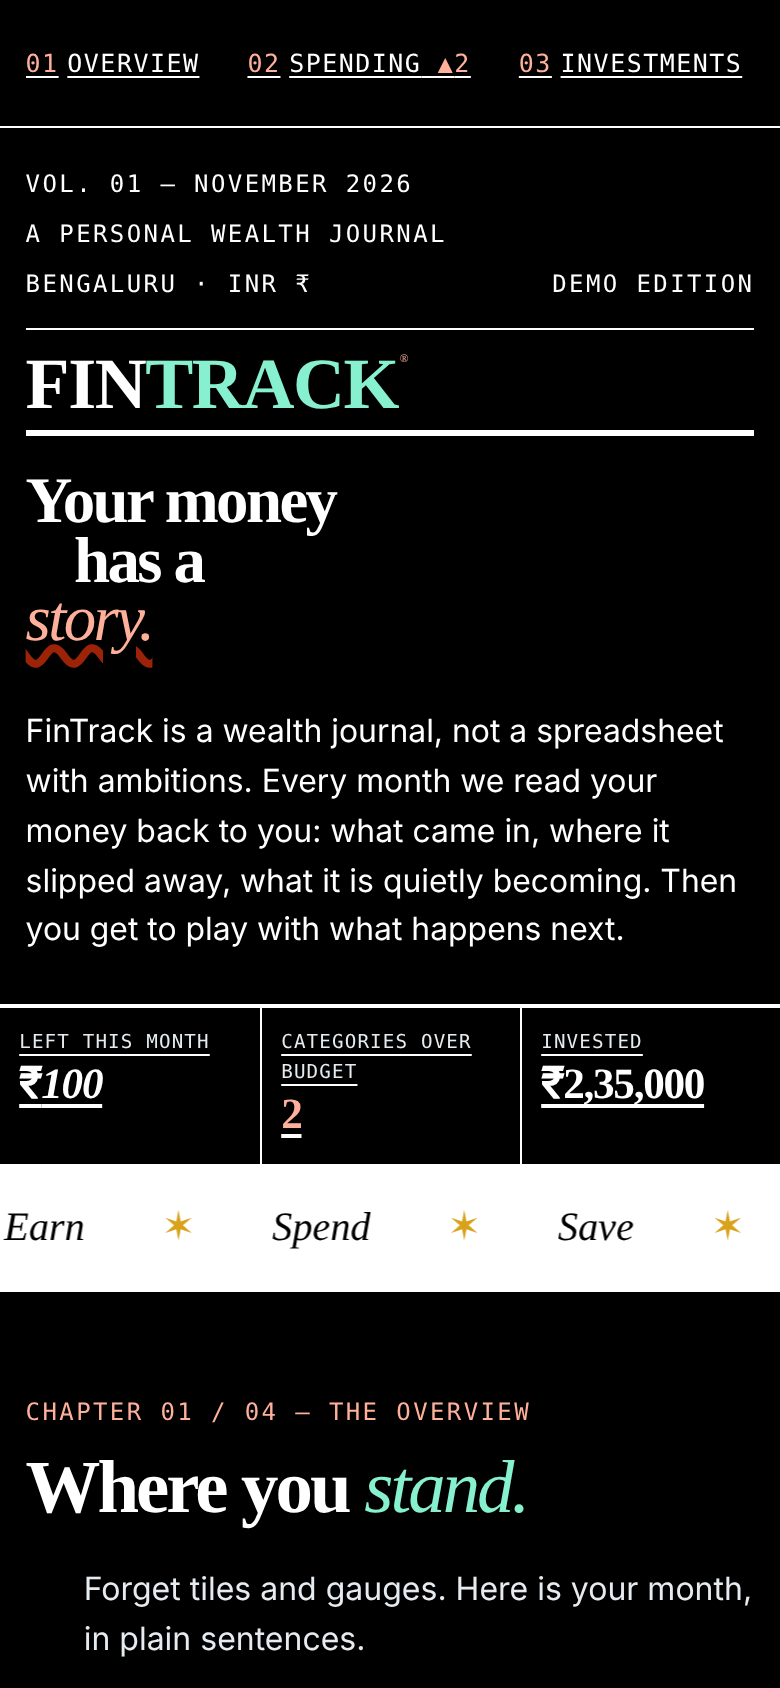 01 OVERVIEW 02 SPENDING ▲2 03 INVESTMENTS
VOL. 01 — NOVEMBER 2026
A PERSONAL WEALTH JOURNAL
BENGALURU · INR ₹ DEMO EDITION
FINTRACK®
Your money
has a
story.
FinTrack is a wealth journal, not a spreadsheet
with ambitions. Every month we read your
money back to you: what came in, where it
slipped away, what it is quietly becoming. Then
you get to play with what happens next.
LEFT THIS MONTH
₹100
CATEGORIES OVER
BUDGET
2
INVESTED
₹2,35,000
Earn ✶ Spend ✶ Save ✶
CHAPTER 01 / 04 — THE OVERVIEW
Where you stand.
Forget tiles and gauges. Here is your month,
in plain sentences.